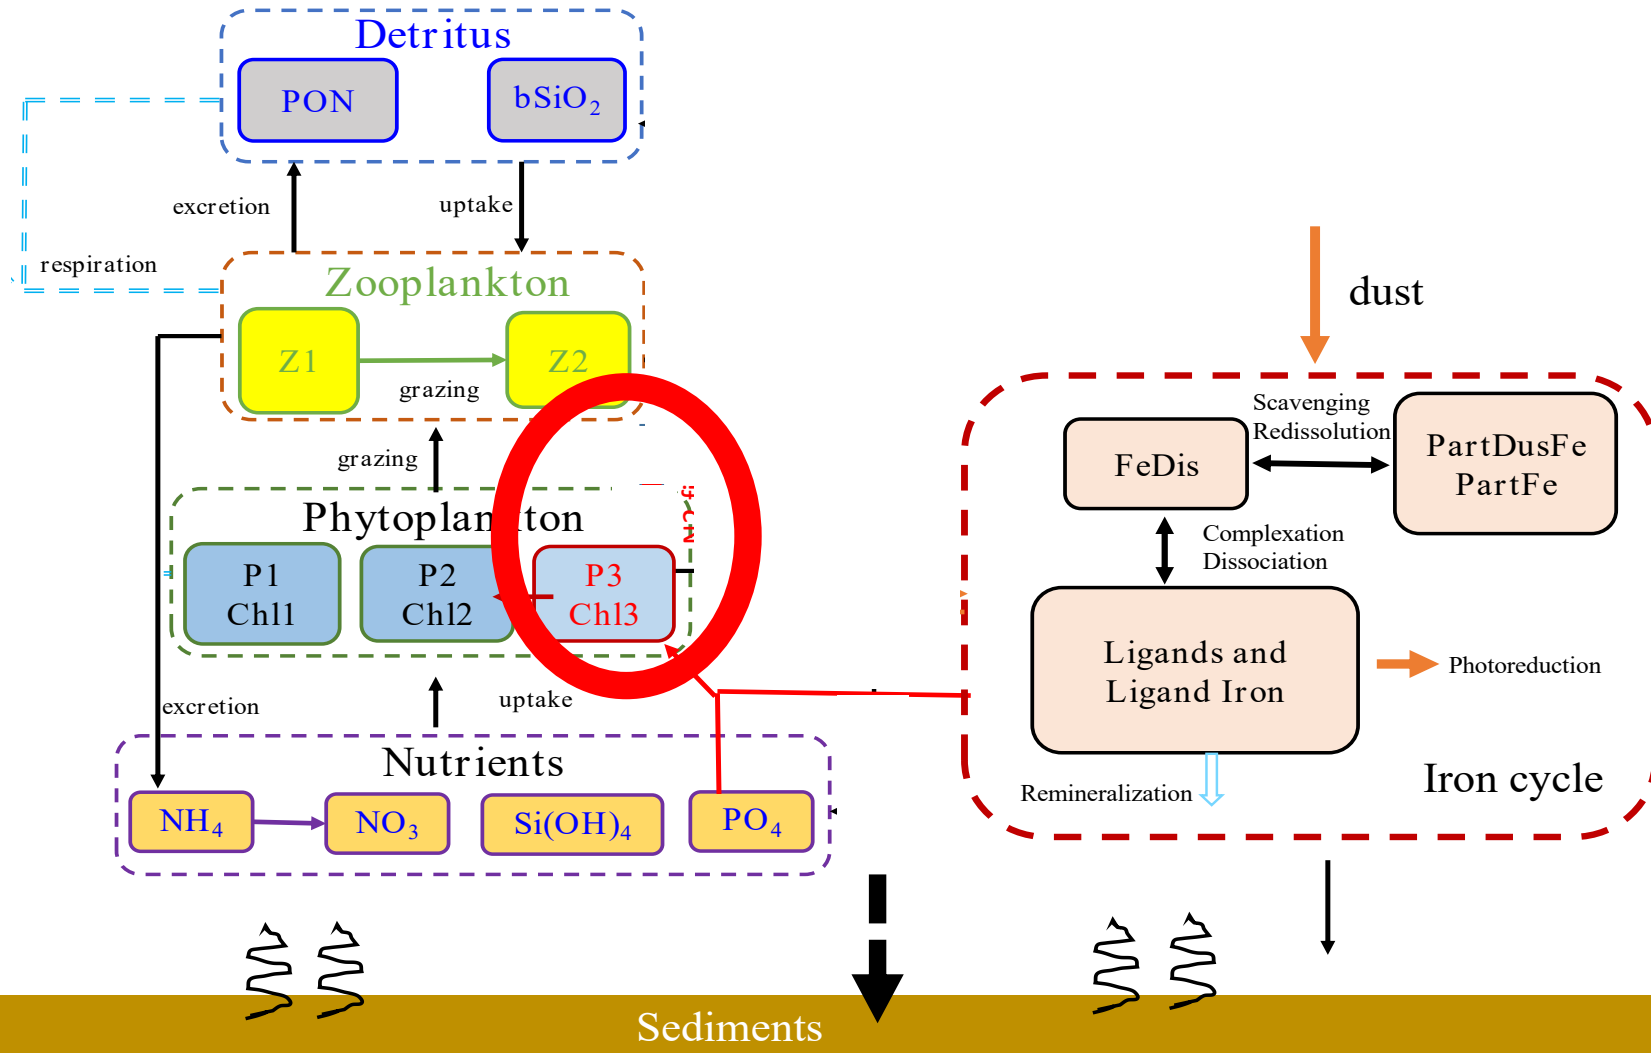 Detritus
PON
bSiO₂
excretion
uptake
respiration
Zooplankton
Z1
Z2
grazing
grazing
Phytoplankton
P1
Chl1
P2
Chl2
P3
Chl3
excretion
uptake
Nutrients
NH₄
NO₃
Si(OH)₄
PO₄
dust
Scavenging
Redissolution
FeDis
PartDusFe
PartFe
Complexation
Dissociation
Ligands and
Ligand Iron
Photoreduction
Remineralization
Iron cycle
Sediments